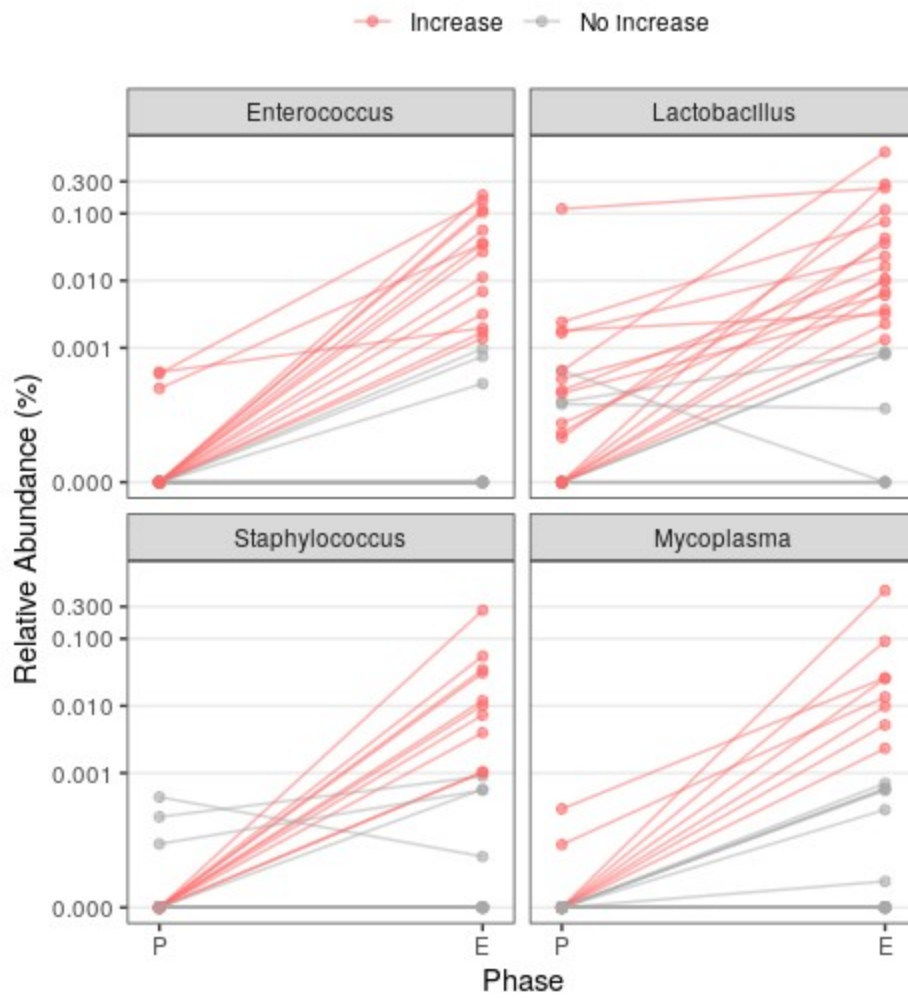 Increase No increase
Enterococcus Lactobacillus
0.300
0.100
0.010
0.001
0.000
Staphylococcus Mycoplasma
0.300
0.100
0.010
0.001
0.000
Relative Abundance (%)
P E P E
Phase